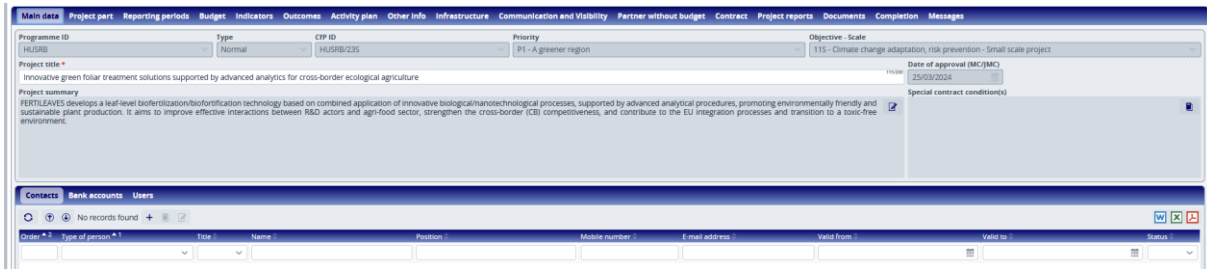 Main data Project part Reporting periods Budget Indicators Outcomes Activity plan Other info Infrastructure Communication and Visibility Partner without budget Contract Project reports Documents Completion Messages
Programme ID Type CfP ID Priority Objective - Scale
HUSRB Normal HUSRB/23S P1 - A greener region 11S - Climate change adaptation, risk prevention - Small scale project
Project title * Date of approval (MC/JMC)
Innovative green foliar treatment solutions supported by advanced analytics for cross-border ecological agriculture 25/03/2024
Project summary Special contract condition(s)
FERTILEAVES develops a leaf-level biofertilization/biofortification technology based on combined application of innovative biological/nanotechnological processes, supported by advanced analytical procedures, promoting environmentally friendly and
sustainable plant production. It aims to improve effective interactions between R&D actors and agri-food sector, strengthen the cross-border (CB) competitiveness, and contribute to the EU integration processes and transition to a toxic-free
environment.
Contacts Bank accounts Users
No records found
Order 2 Type of person 1 Title Name Position Mobile number E-mail address Valid from Valid to Status